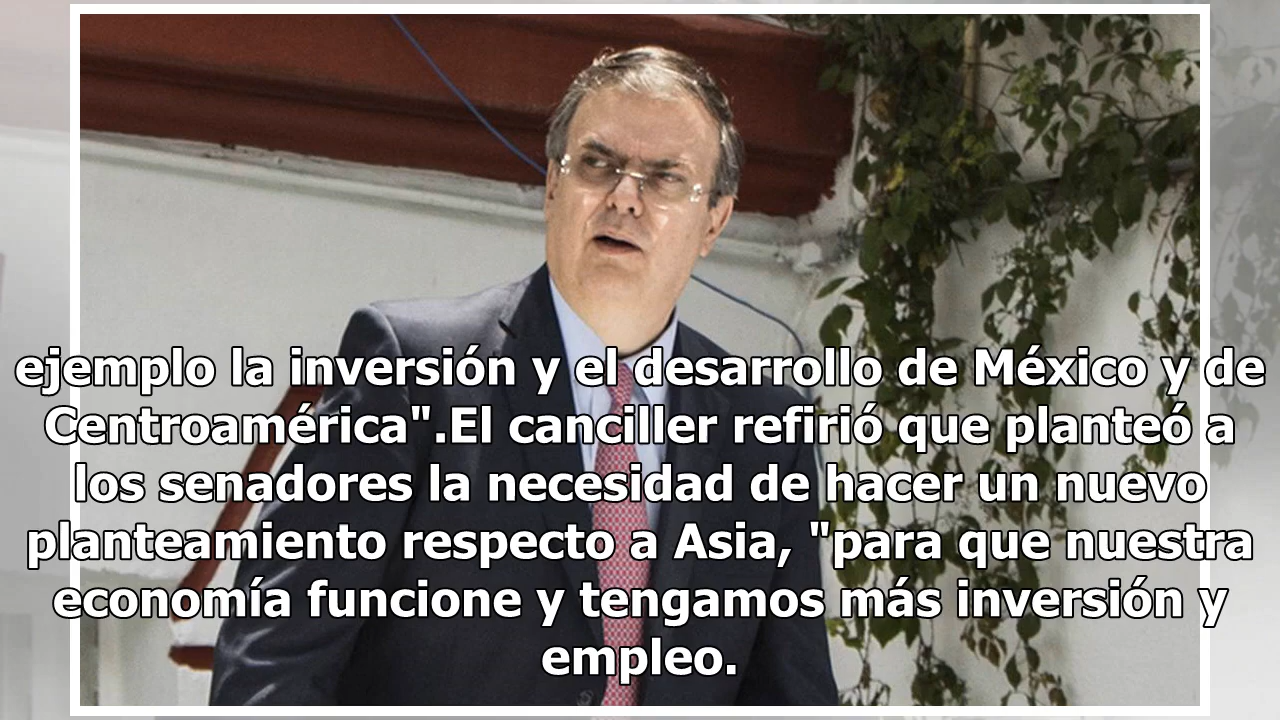 ejemplo la inversión y el desarrollo de México y de
Centroamérica".El canciller refirió que planteó a
los senadores la necesidad de hacer un nuevo
planteamiento respecto a Asia, "para que nuestra
economía funcione y tengamos más inversión y
empleo.